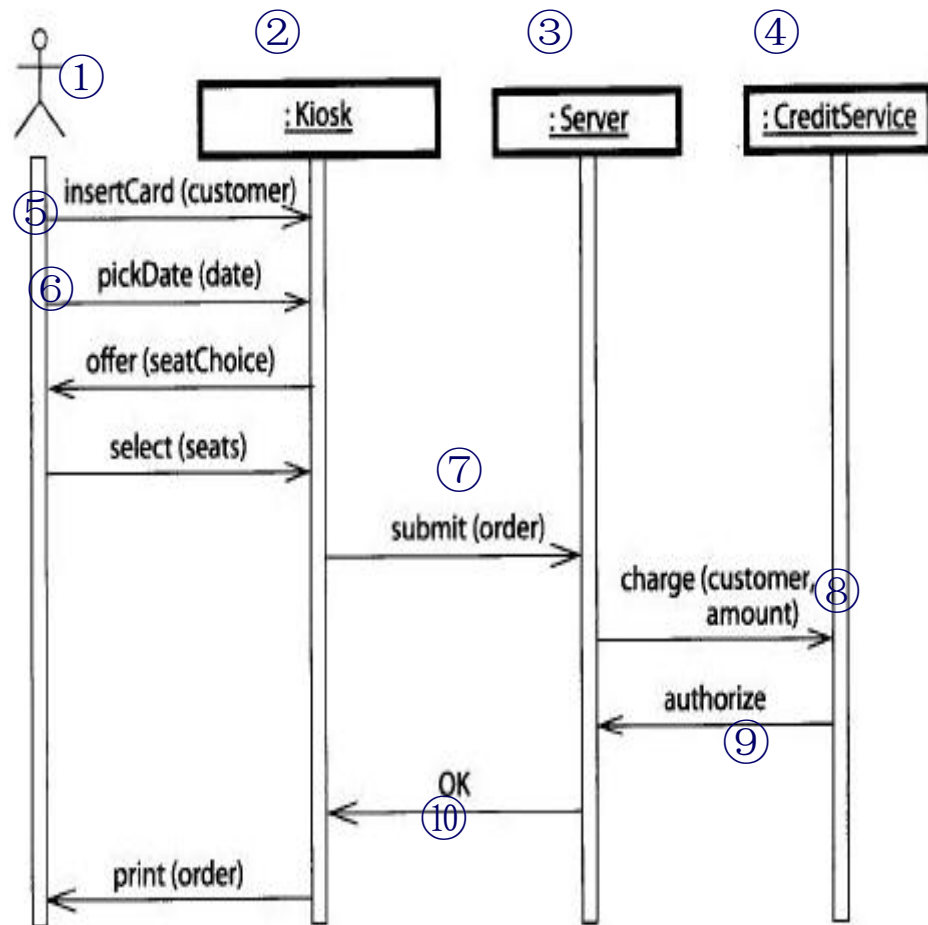 ② ③ ④
①
: Kiosk : Server : CreditService
insertCard (customer)
⑤
pickDate (date)
⑥
offer (seatChoice)
select (seats)
⑦
submit (order)
charge (customer,
⑧
amount)
authorize
⑨
OK
⑩
print (order)